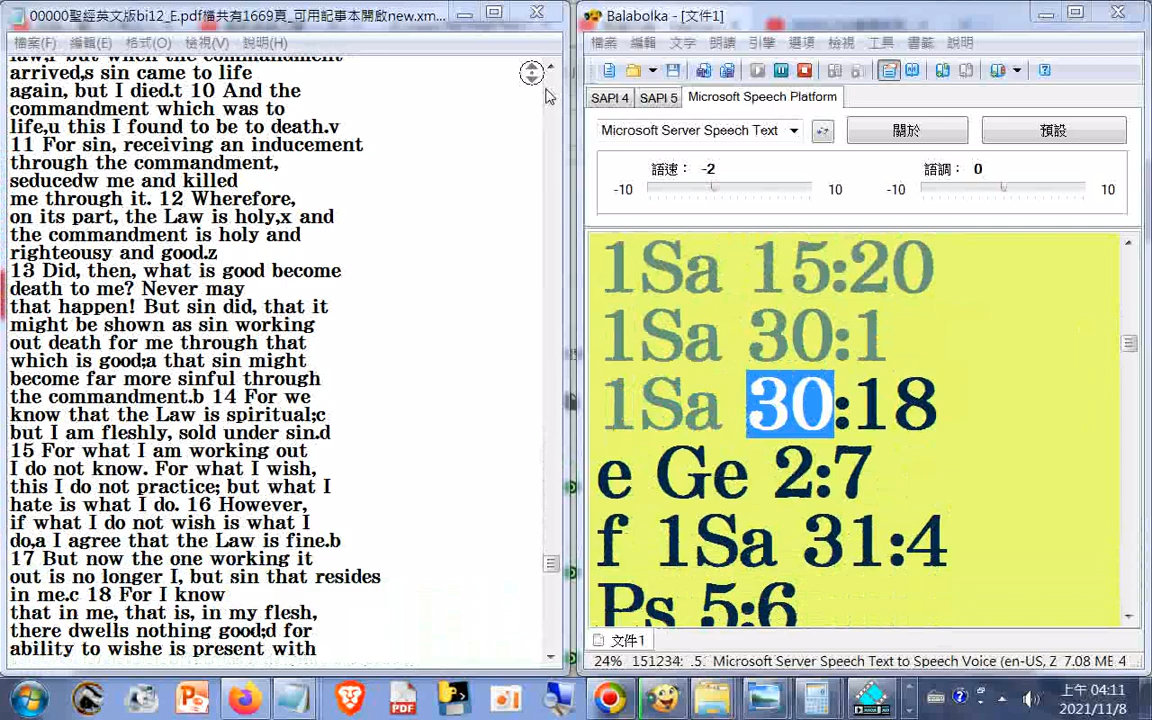 00000聖經英文版bi12_E.pdf檔共有1669頁_可用記事本開啟new.xm...
檔案(F) 編輯(E) 格式(O) 檢視(V) 說明(H)
arrived,s sin came to life
again, but I died.t 10 And the
commandment which was to
life,u this I found to be to death.v
11 For sin, receiving an inducement
through the commandment,
seducedw me and killed
me through it. 12 Wherefore,
on its part, the Law is holy,x and
the commandment is holy and
righteousy and good.z
13 Did, then, what is good become
death to me? Never may
that happen! But sin did, that it
might be shown as sin working
out death for me through that
which is good;a that sin might
become far more sinful through
the commandment.b 14 For we
know that the Law is spiritual;c
but I am fleshly, sold under sin.d
15 For what I am working out
I do not know. For what I wish,
this I do not practice; but what I
hate is what I do. 16 However,
if what I do not wish is what I
do,a I agree that the Law is fine.b
17 But now the one working it
out is no longer I, but sin that resides
in me.c 18 For I know
that in me, that is, in my flesh,
there dwells nothing good;d for
ability to wishe is present with
Balabolka - [文件1]
檔案 編輯 文字 朗讀 引擎 選項 檢視 工具 書籤 說明
SAPI 4 SAPI 5 Microsoft Speech Platform
Microsoft Server Speech Text 關於 預設
語速： -2 語調： 0
-10 10 -10 10
1Sa 15:20
1Sa 30:1
1Sa 30:18
e Ge 2:7
f 1Sa 31:4
Ps 5:6
文件1
24% 151234: .5: Microsoft Server Speech Text to Speech Voice (en-US, Z 7.08 MB 4
PDF
上午 04:11
2021/11/8